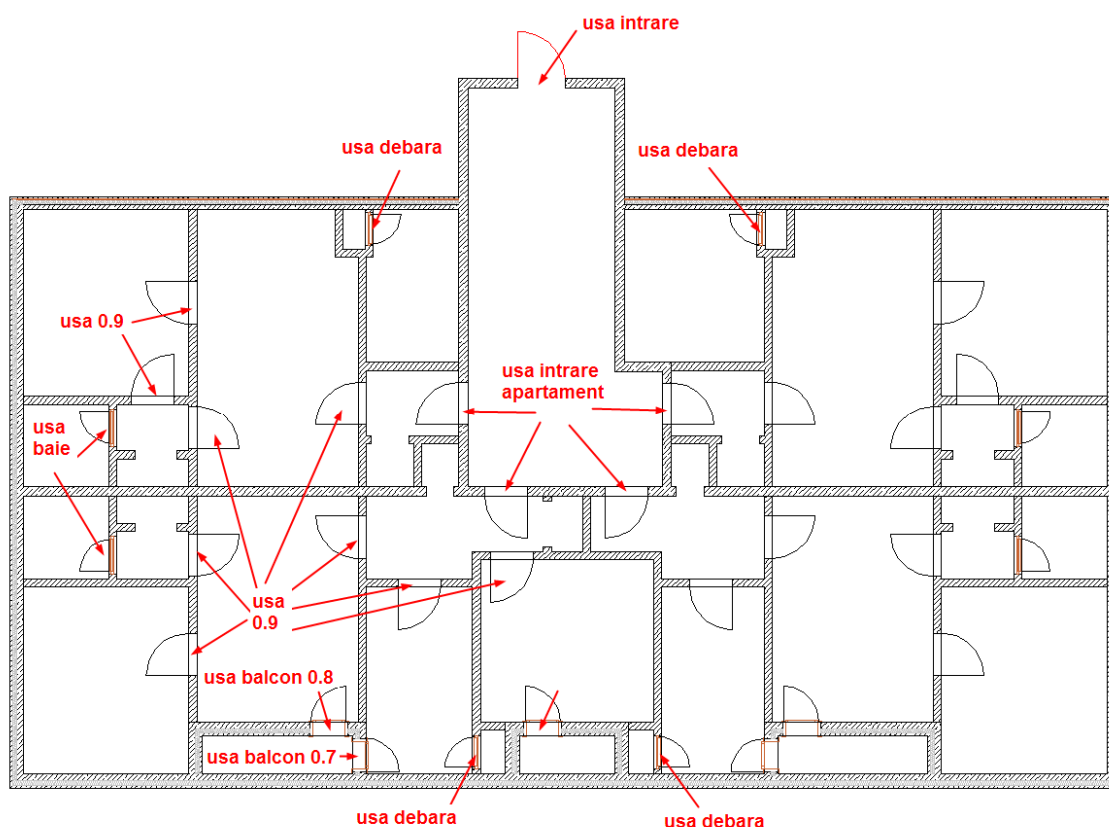 usa intrare
usa debara
usa debara
usa 0.9
usa intrare
apartament
usa
baie
usa
0.9
usa balcon 0.8
usa balcon 0.7
usa debara
usa debara